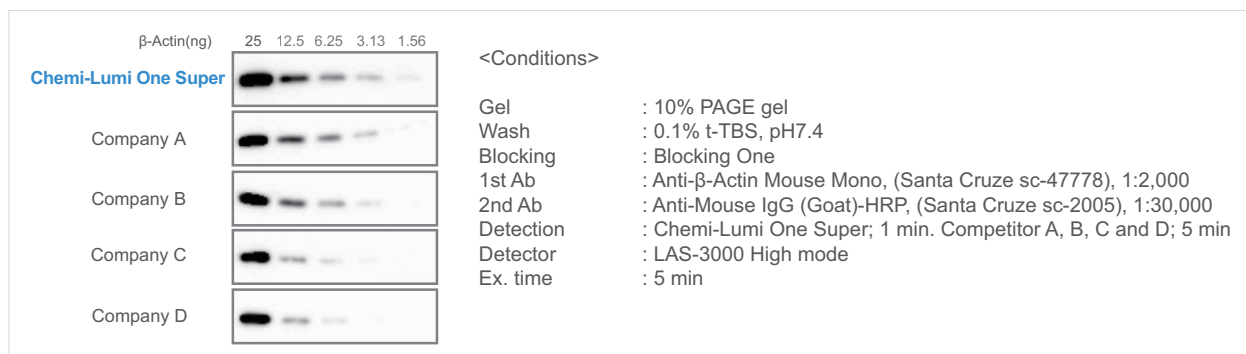 β-Actin(ng) 25 12.5 6.25 3.13 1.56
Chemi-Lumi One Super
Company A
Company B
Company C
Company D
<Conditions>
Gel : 10% PAGE gel
Wash : 0.1% t-TBS, pH7.4
Blocking : Blocking One
1st Ab : Anti-β-Actin Mouse Mono, (Santa Cruze sc-47778), 1:2,000
2nd Ab : Anti-Mouse IgG (Goat)-HRP, (Santa Cruze sc-2005), 1:30,000
Detection : Chemi-Lumi One Super; 1 min. Competitor A, B, C and D; 5 min
Detector : LAS-3000 High mode
Ex. time : 5 min